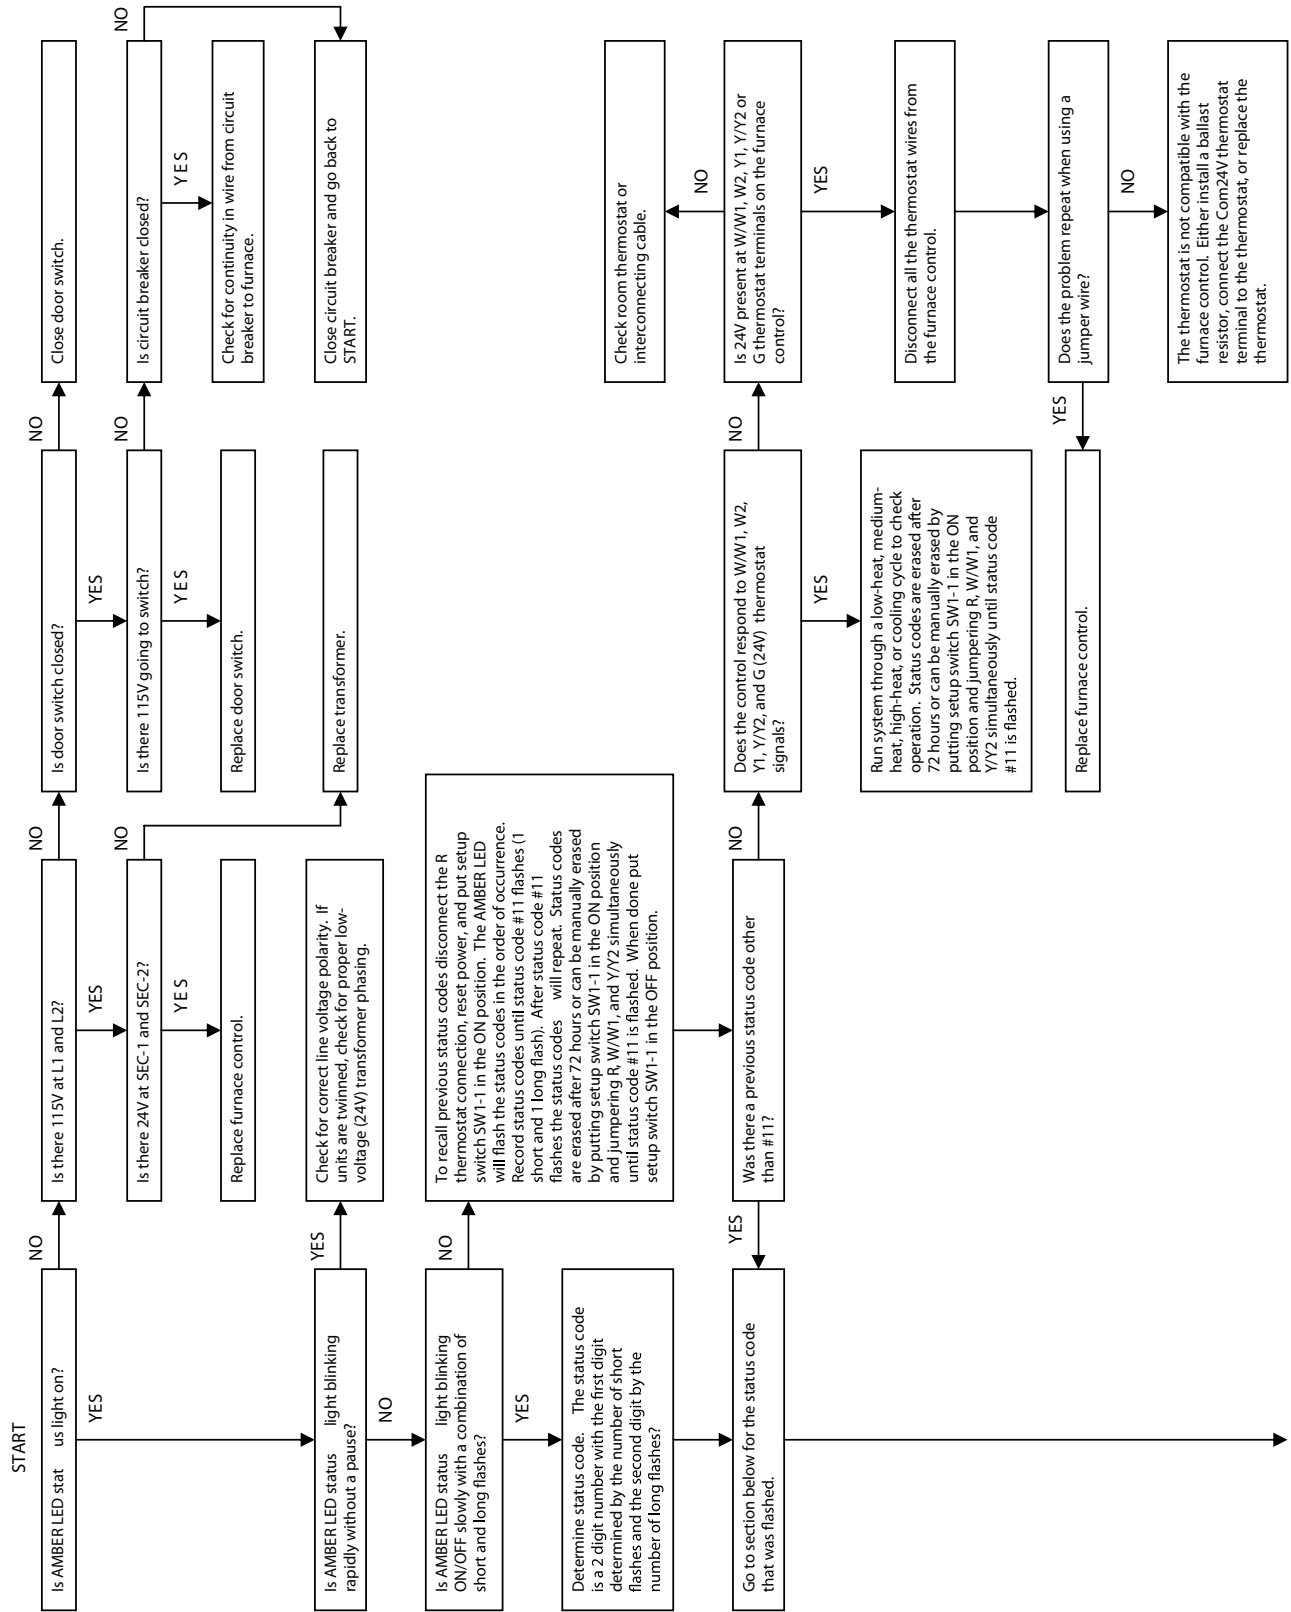 START
Is AMBER LED stat us light on?
NO
YES
Is there 115V at L1 and L2?
NO
YES
Is door switch closed?
NO
YES
Close door switch.
Is there 24V at SEC-1 and SEC-2?
NO
YES
Is there 115V going to switch?
NO
YES
Is circuit breaker closed?
NO
YES
Replace furnace control.
Replace door switch.
Check for continuity in wire from circuit
breaker to furnace.
Is AMBER LED status light blinking
rapidly without a pause?
YES
NO
Check for correct line voltage polarity. If
units are twinned, check for proper low-
voltage (24V) transformer phasing.
Replace transformer.
Close circuit breaker and go back to
START.
Is AMBER LED status light blinking
ON/OFF slowly with a combination of
short and long flashes?
NO
YES
To recall previous status codes disconnect the R
thermostat connection, reset power, and put setup
switch SW1-1 in the ON position. The AMBER LED
will flash the status codes in the order of occurrence.
Record status codes until status code #11 flashes (1
short and 1 long flash). After status code #11
flashes the status codes will repeat. Status codes
are erased after 72 hours or can be manually erased
by putting setup switch SW1-1 in the ON position
and jumpering R, W/W1, and Y/Y2 simultaneously
until status code #11 is flashed. When done put
setup switch SW1-1 in the OFF position.
Determine status code. The status code
is a 2 digit number with the first digit
determined by the number of short
flashes and the second digit by the
number of long flashes?
Go to section below for the status code
that was flashed.
YES
Was there a previous status code other
than #11?
NO
Does the control respond to W/W1, W2,
Y1, Y/Y2, and G (24V) thermostat
signals?
NO
YES
Is 24V present at W/W1, W2, Y1, Y/Y2 or
G thermostat terminals on the furnace
control?
NO
YES
Check room thermostat or
interconnecting cable.
Run system through a low-heat, medium-
heat, high-heat, or cooling cycle to check
operation. Status codes are erased after
72 hours or can be manually erased by
putting setup switch SW1-1 in the ON
position and jumpering R, W/W1, and
Y/Y2 simultaneously until status code
#11 is flashed.
Disconnect all the thermostat wires from
the furnace control.
Replace furnace control.
YES
Does the problem repeat when using a
jumper wire?
NO
The thermostat is not compatible with the
furnace control. Either install a ballast
resistor, connect the Com24V thermostat
terminal to the thermostat, or replace the
thermostat.